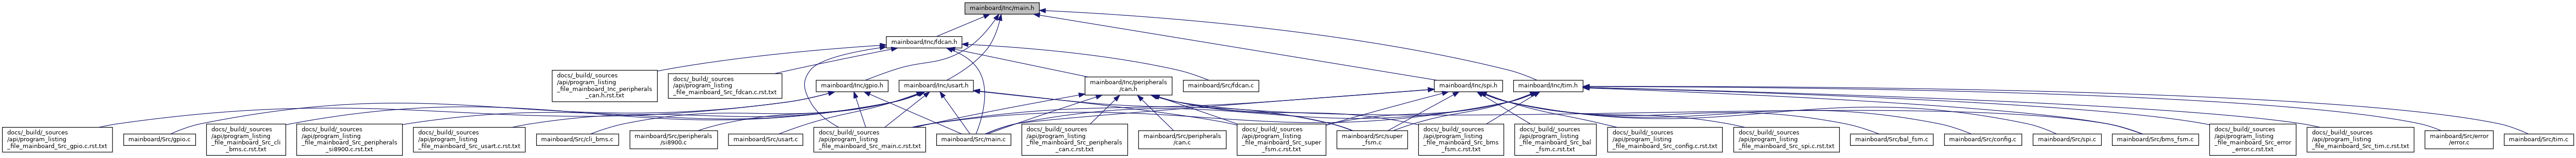 mainboard/Inc/main.h
mainboard/Inc/fdcan.h
docs/_build/_sources
/api/program_listing
_file_mainboard_Inc_peripherals
_can.h.rst.txt
docs/_build/_sources
/api/program_listing
_file_mainboard_Src_fdcan.c.rst.txt
mainboard/Inc/gpio.h
mainboard/Inc/usart.h
mainboard/Inc/peripherals
/can.h
mainboard/Src/fdcan.c
mainboard/Inc/spi.h
mainboard/Inc/tim.h
docs/_build/_sources
/api/program_listing
_file_mainboard_Src_gpio.c.rst.txt
mainboard/Src/gpio.c
docs/_build/_sources
/api/program_listing
_file_mainboard_Src_cli
_bms.c.rst.txt
docs/_build/_sources
/api/program_listing
_file_mainboard_Src_peripherals
_si8900.c.rst.txt
docs/_build/_sources
/api/program_listing
_file_mainboard_Src_usart.c.rst.txt
mainboard/Src/cli_bms.c
mainboard/Src/peripherals
/si8900.c
mainboard/Src/usart.c
docs/_build/_sources
/api/program_listing
_file_mainboard_Src_main.c.rst.txt
mainboard/Src/main.c
docs/_build/_sources
/api/program_listing
_file_mainboard_Src_peripherals
_can.c.rst.txt
mainboard/Src/peripherals
/can.c
docs/_build/_sources
/api/program_listing
_file_mainboard_Src_super
_fsm.c.rst.txt
mainboard/Src/super
_fsm.c
docs/_build/_sources
/api/program_listing
_file_mainboard_Src_bms
_fsm.c.rst.txt
docs/_build/_sources
/api/program_listing
_file_mainboard_Src_bal
_fsm.c.rst.txt
docs/_build/_sources
/api/program_listing
_file_mainboard_Src_config.c.rst.txt
docs/_build/_sources
/api/program_listing
_file_mainboard_Src_spi.c.rst.txt
mainboard/Src/bal_fsm.c
mainboard/Src/config.c
mainboard/Src/spi.c
mainboard/Src/bms_fsm.c
docs/_build/_sources
/api/program_listing
_file_mainboard_Src_error
_error.c.rst.txt
docs/_build/_sources
/api/program_listing
_file_mainboard_Src_tim.c.rst.txt
mainboard/Src/error
/error.c
mainboard/Src/tim.c